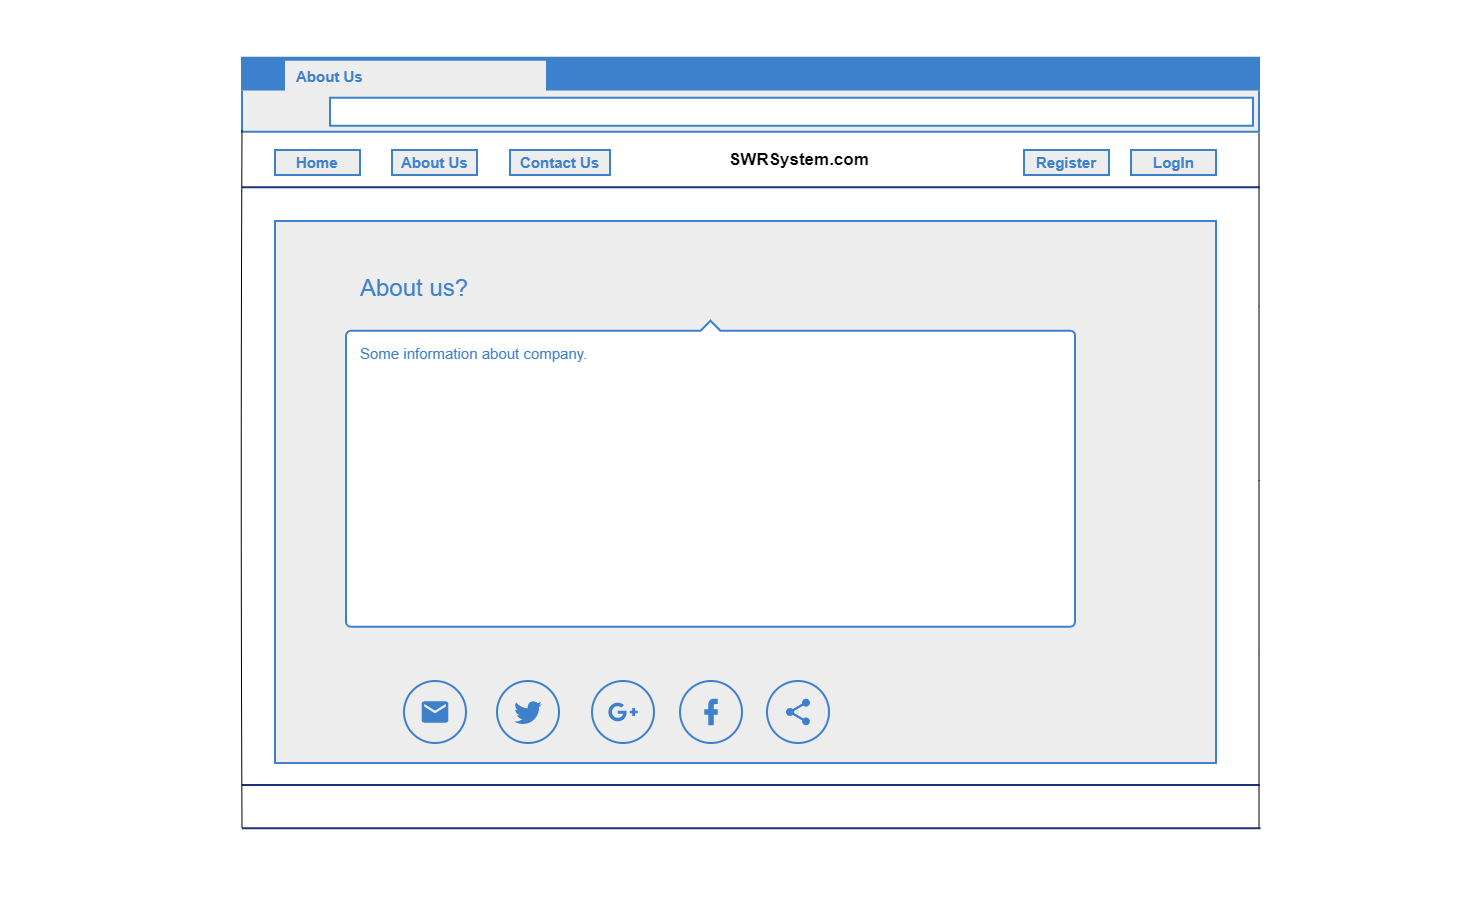 About Us
Home About Us Contact Us SWRSystem.com Register LogIn
About us?
Some information about company.
G+